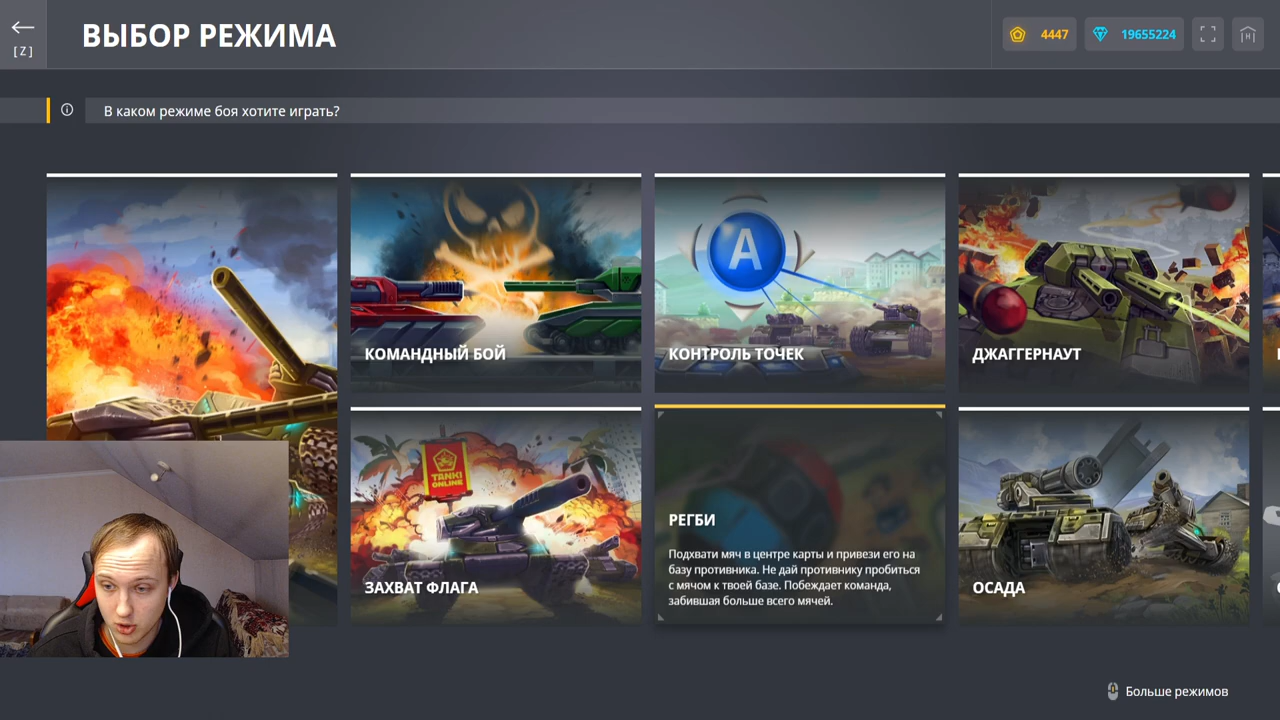 [Z]
ВЫБОР РЕЖИМА
4447
19655224
В каком режиме боя хотите играть?
КОМАНДНЫЙ БОЙ
A
КОНТРОЛЬ ТОЧЕК
ДЖАГГЕРНАУТ
TANKI
ONLINE
ЗАХВАТ ФЛАГА
РЕГБИ
Подхвати мяч в центре карты и привези его на
базу противника. Не дай противнику пробиться
с мячом к твоей базе. Побеждает команда,
забившая больше всего мячей.
ОСАДА
Больше режимов